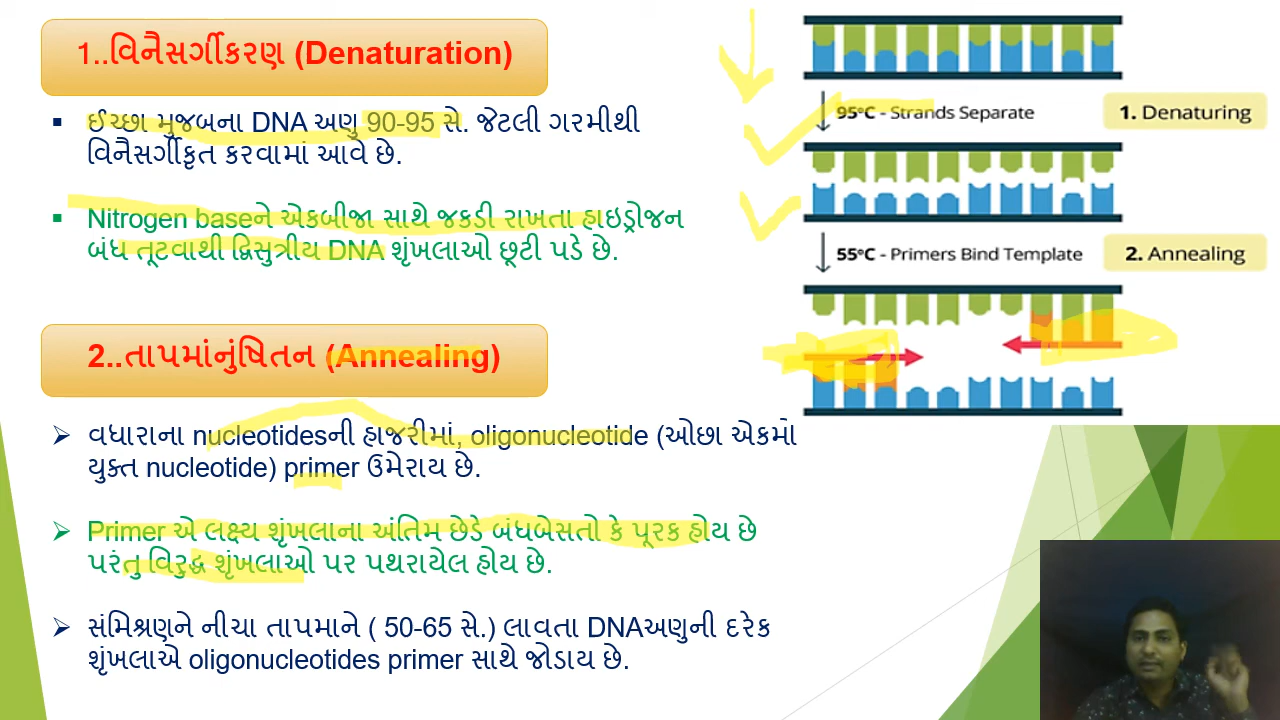 1..વિનૈસર્ગીકરણ (Denaturation)
ઈચ્છા મુજબના DNA અણુ 90-95 સે. જેટલી ગરમીથી
વિનૈસર્ગીકૃત કરવામાં આવે છે.
Nitrogen baseને એકબીજા સાથે જકડી રાખતા હાઇડ્રોજન
બંધ તૂટવાથી દ્વિસુત્રીય DNA શૃંખલાઓ છૂટી પડે છે.
2..તાપમાંનુંષિતન (Annealing)
વધારાના nucleotidesની હાજરીમાં, oligonucleotide (ઓછા એકમો
યુક્ત nucleotide) primer ઉમેરાય છે.
Primer એ લક્ષ્ય શૃંખલાના અંતિમ છેડે બંધબેસતો કે પૂરક હોય છે
પરંતુ વિરુદ્ધ શૃંખલાઓ પર પથરાયેલ હોય છે.
સંમિશ્રણને નીચા તાપમાને ( 50-65 સે.) લાવતા DNAઅણુની દરેક
શૃંખલાએ oligonucleotides primer સાથે જોડાય છે.
95°C - Strands Separate
1. Denaturing
55°C - Primers Bind Template
2. Annealing